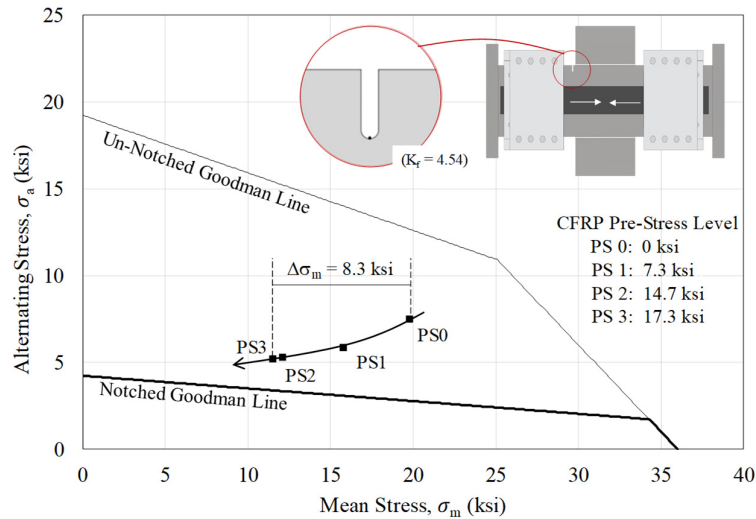 25
20
15
10
5
0
0
5
10
15
20
25
30
35
40
Alternating Stress, σa (ksi)
Mean Stress, σm (ksi)
Un-Notched Goodman Line
Notched Goodman Line
(Kf = 4.54)
Δσm = 8.3 ksi
PS3
PS2
PS1
PS0
CFRP Pre-Stress Level
PS 0: 0 ksi
PS 1: 7.3 ksi
PS 2: 14.7 ksi
PS 3: 17.3 ksi